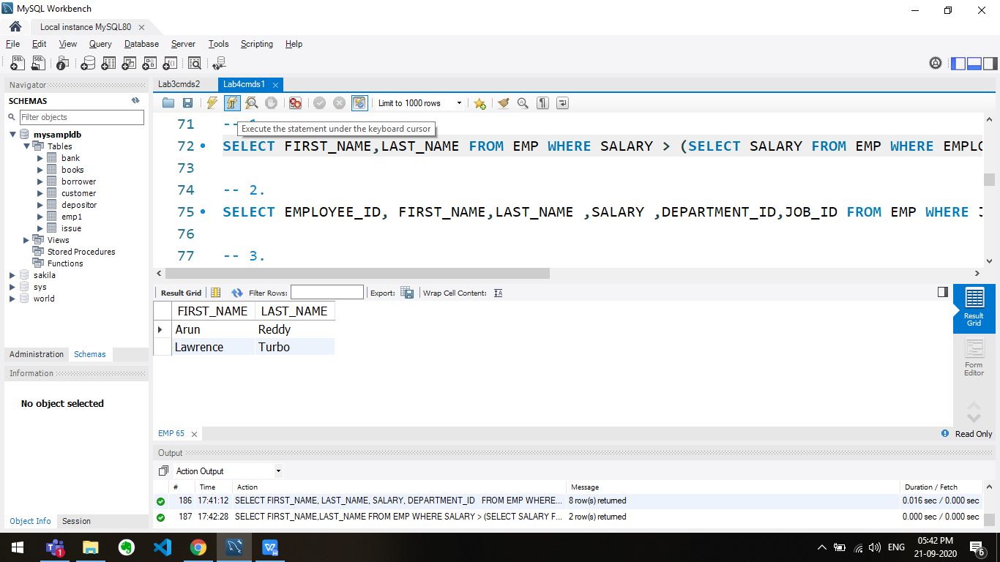 MySQL Workbench
Local instance MySQL80
File Edit View Query Database Server Tools Scripting Help
Navigator
SCHEMAS
Filter objects
mysampldb
Tables
bank
books
borrower
customer
depositor
emp1
issue
Views
Stored Procedures
Functions
sakila
sys
world
Administration Schemas
Information
No object selected
Object Info Session
Lab3cmds2 Lab4cmds1
Limit to 1000 rows
71 --
Execute the statement under the keyboard cursor
72 SELECT FIRST_NAME,LAST_NAME FROM EMP WHERE SALARY > (SELECT SALARY FROM EMP WHERE EMPLO
73
74 -- 2.
75 SELECT EMPLOYEE_ID, FIRST_NAME,LAST_NAME ,SALARY ,DEPARTMENT_ID,JOB_ID FROM EMP WHERE J
76
77 -- 3.
Result Grid Filter Rows: Export: Wrap Cell Content:
FIRST_NAME LAST_NAME
Arun Reddy
Lawrence Turbo
Result
Grid
Form
Editor
EMP 65
Read Only
Output
Action Output
# Time Action Message Duration / Fetch
186 17:41:12 SELECT FIRST_NAME, LAST_NAME, SALARY, DEPARTMENT_ID FROM EMP WHERE... 8 row(s) returned 0.016 sec / 0.000 sec
187 17:42:28 SELECT FIRST_NAME,LAST_NAME FROM EMP WHERE SALARY > (SELECT SALARY F... 2 row(s) returned 0.000 sec / 0.000 sec
1
ENG
05:42 PM
21-09-2020
6